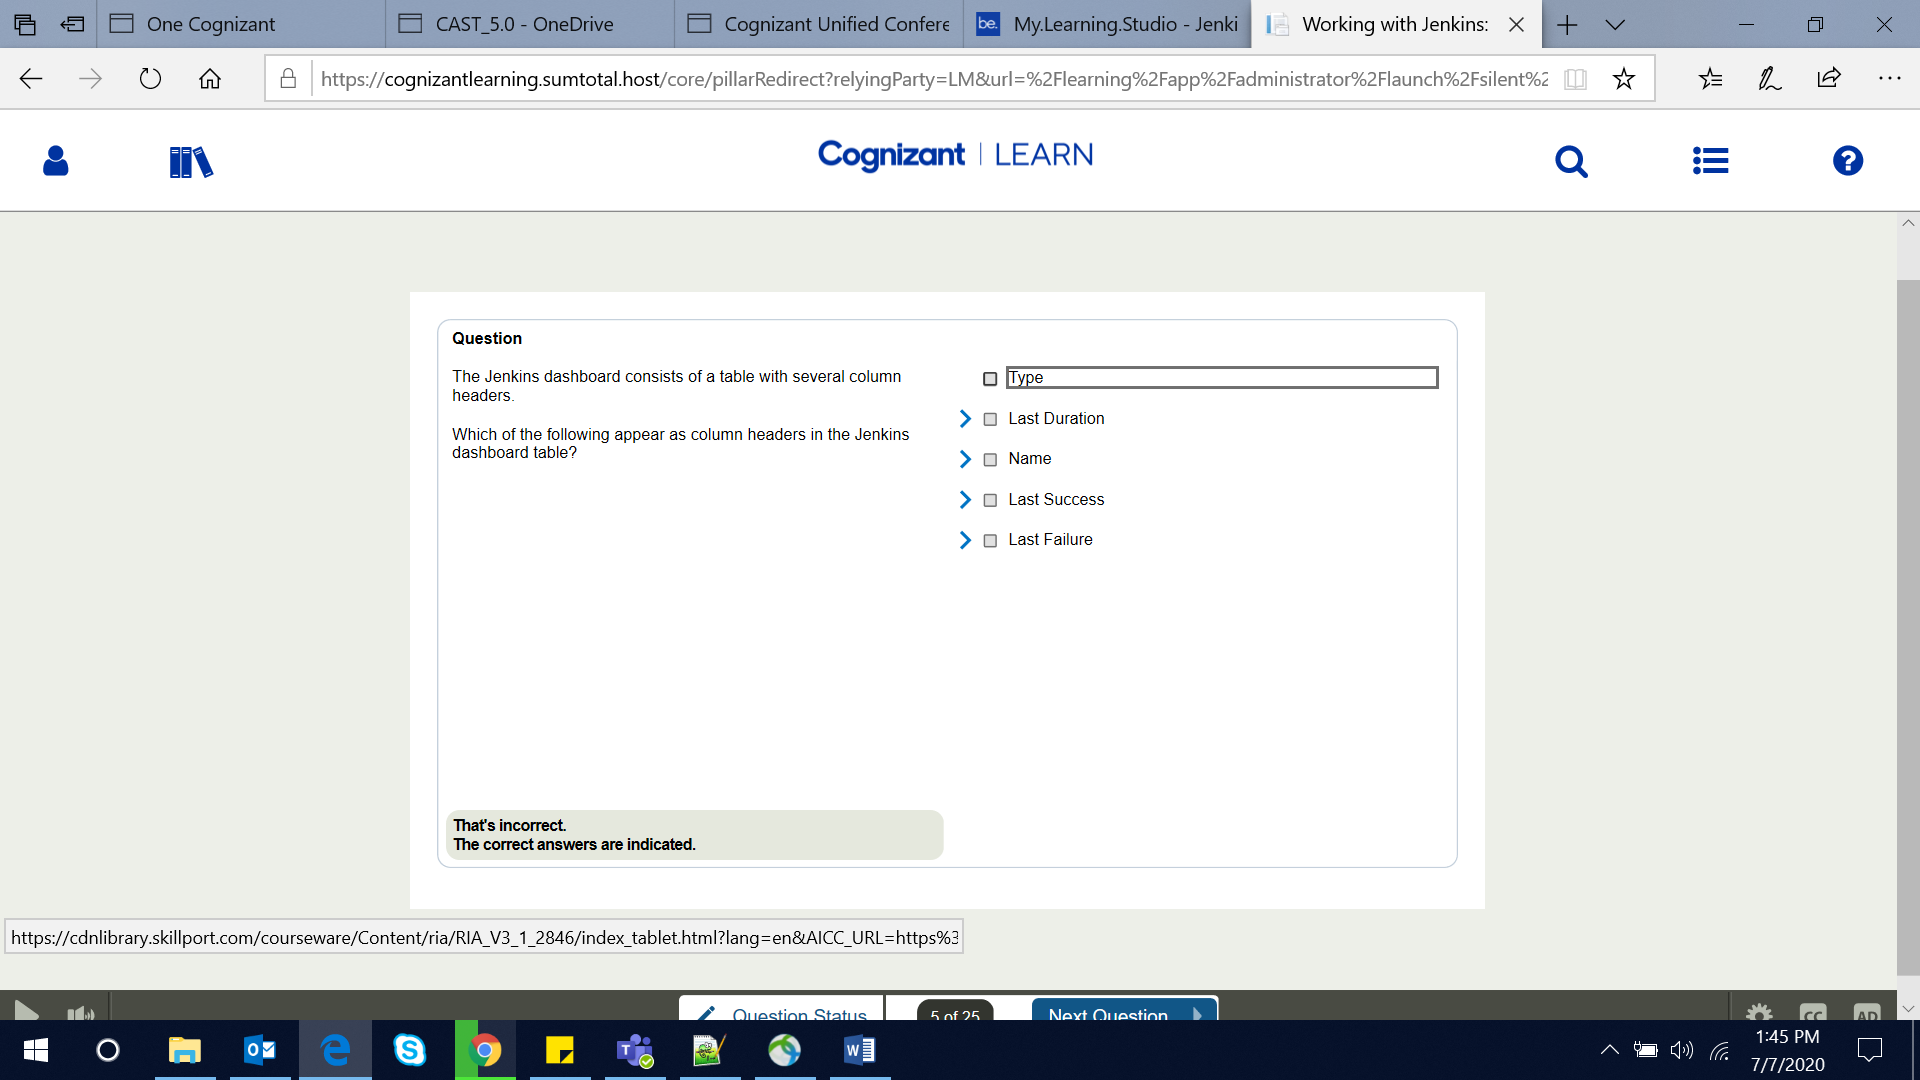 One Cognizant
CAST_5.0 - OneDrive
Cognizant Unified Confere
be. My.Learning.Studio - Jenki
Working with Jenkins:
https://cognizantlearning.sumtotal.host/core/pillarRedirect?relyingParty=LM&url=%2Flearning%2Fapp%2Fadministrator%2Flaunch%2Fsilent%2
Cognizant | LEARN
Question
The Jenkins dashboard consists of a table with several column
headers.
Which of the following appear as column headers in the Jenkins
dashboard table?
Type
Last Duration
Name
Last Success
Last Failure
That's incorrect.
The correct answers are indicated.
https://cdnlibrary.skillport.com/courseware/Content/ria/RIA_V3_1_2846/index_tablet.html?lang=en&AICC_URL=https%3
Question Status
5 of 25
Next Question
CC
AD
1:45 PM
7/7/2020